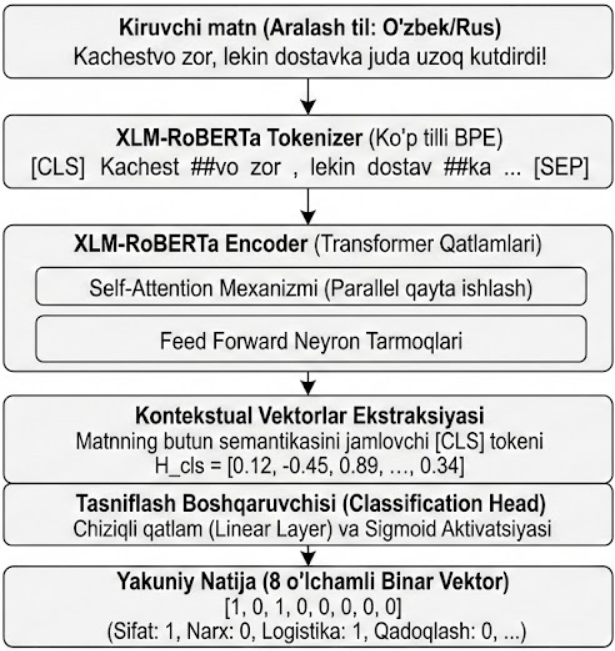 Kiruvchi matn (Aralash til: O'zbek/Rus)
Kachestvo zor, lekin dostavka juda uzoq kutdirdi!
XLM-RoBERTa Tokenizer (Ko'p tilli BPE)
[CLS] Kachest ##vo zor , lekin dostav ##ka ... [SEP]
XLM-RoBERTa Encoder (Transformer Qatlamlari)
Self-Attention Mexanizmi (Parallel qayta ishlash)
Feed Forward Neyron Tarmoqlari
Kontekstual Vektorlar Ekstraksiyasi
Matnning butun semantikasini jamlovchi [CLS] tokeni
H_cls = [0.12, -0.45, 0.89, ..., 0.34]
Tasniflash Boshqaruvchisi (Classification Head)
Chiziqli qatlam (Linear Layer) va Sigmoid Aktivatsiyasi
Yakuniy Natija (8 o'lchamli Binar Vektor)
[1, 0, 1, 0, 0, 0, 0, 0]
(Sifat: 1, Narx: 0, Logistika: 1, Qadoqlash: 0, ...)